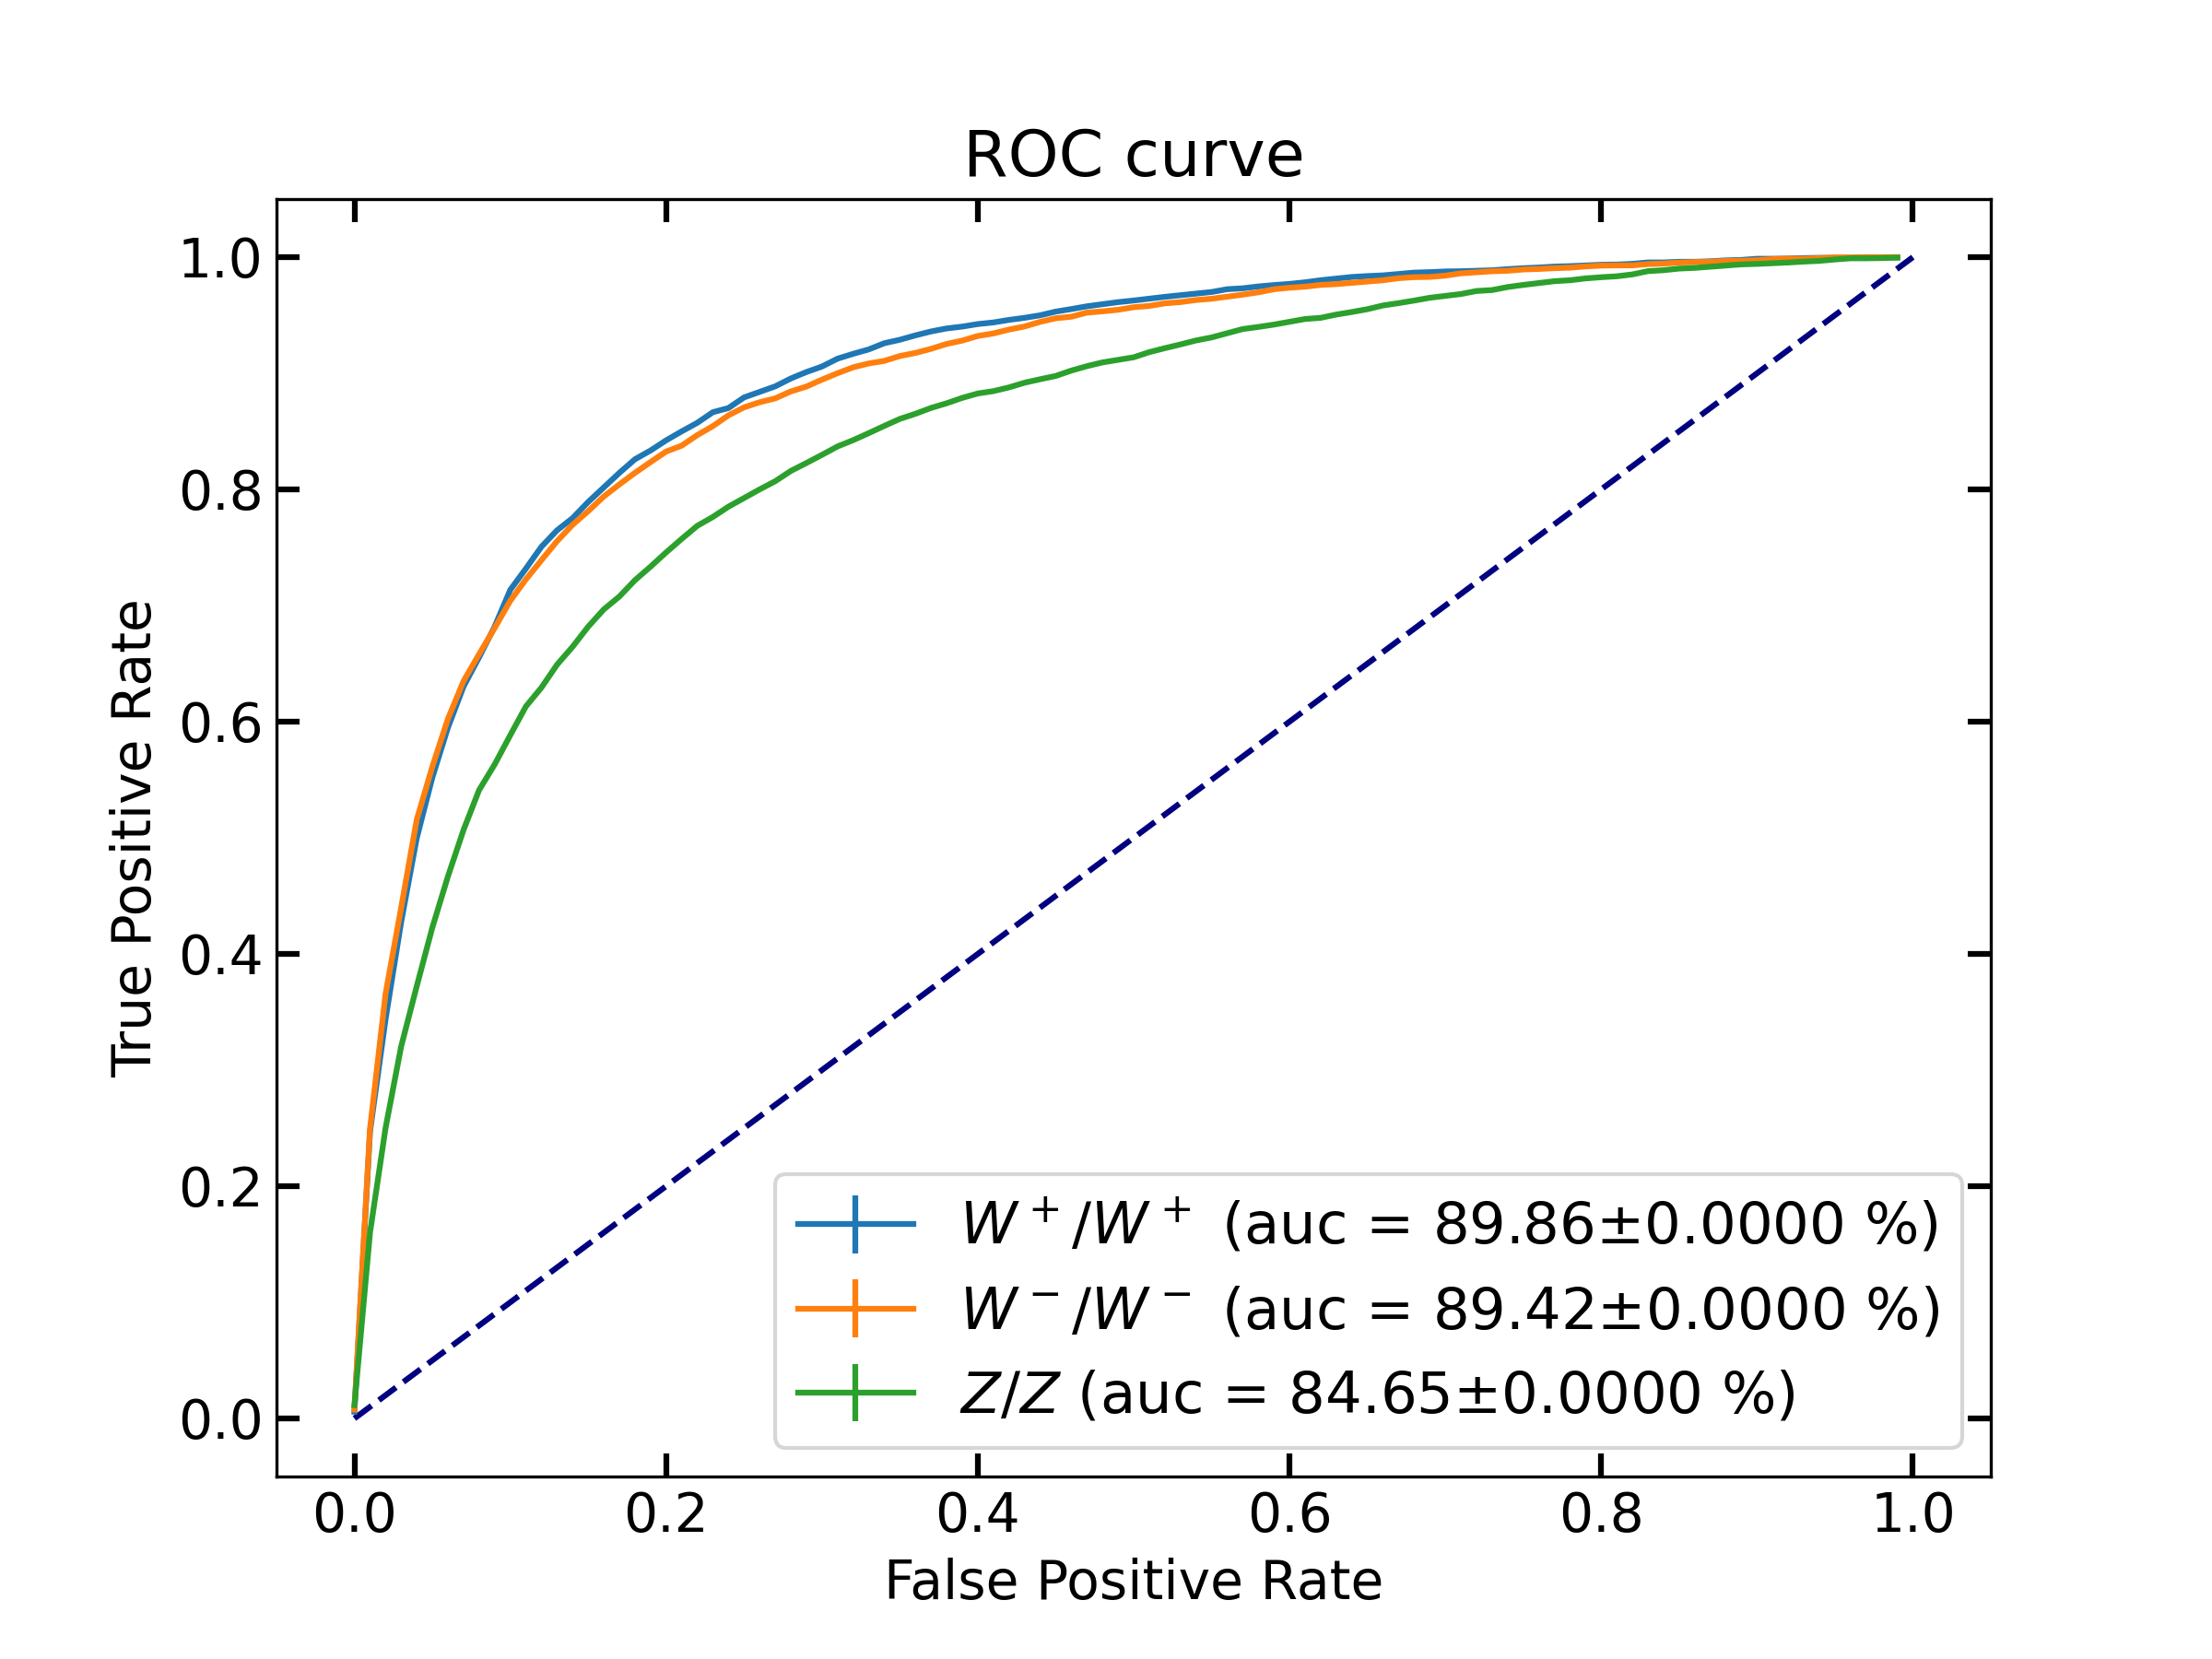 ROC curve
1.0
0.8
0.6
0.4
0.2
0.0
True Positive Rate
W⁺/W⁺ (auc = 89.86±0.0000 %)
W⁻/W⁻ (auc = 89.42±0.0000 %)
Z/Z (auc = 84.65±0.0000 %)
0.0 0.2 0.4 0.6 0.8 1.0
False Positive Rate